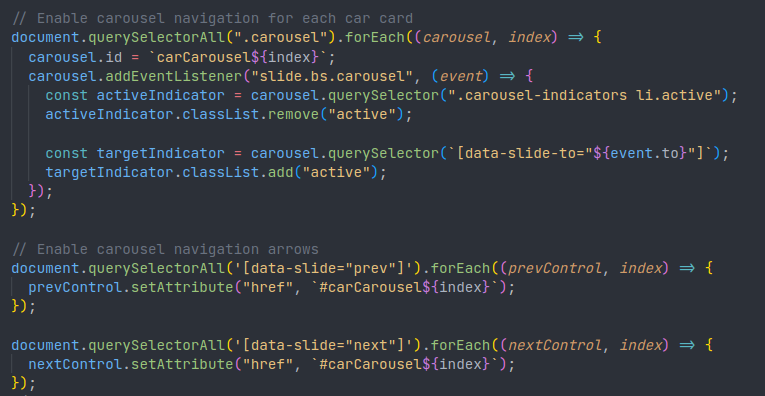 // Enable carousel navigation for each car card
document.querySelectorAll(".carousel").forEach((carousel, index) => {
  carousel.id = `carCarousel${index}`;
  carousel.addEventListener("slide.bs.carousel", (event) => {
    const activeIndicator = carousel.querySelector(".carousel-indicators li.active");
    activeIndicator.classList.remove("active");

    const targetIndicator = carousel.querySelector(`[data-slide-to="${event.to}"]`);
    targetIndicator.classList.add("active");
  });
});

// Enable carousel navigation arrows
document.querySelectorAll('[data-slide="prev"]').forEach((prevControl, index) => {
  prevControl.setAttribute("href", `#carCarousel${index}`);
});

document.querySelectorAll('[data-slide="next"]').forEach((nextControl, index) => {
  nextControl.setAttribute("href", `#carCarousel${index}`);
});